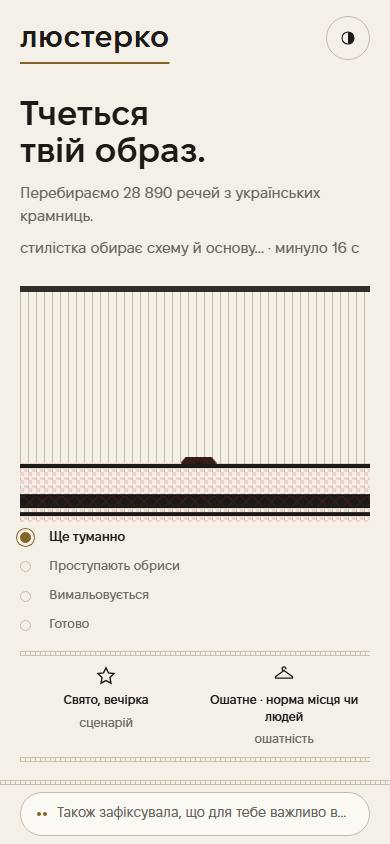 люстерко
Тчеться
твій образ.
Перебираємо 28 890 речей з українських
крамниць.
стилістка обирає схему й основу... · минуло 16 с
Ще туманно
Проступають обриси
Вимальовується
Готово
Свято, вечірка
сценарій
Ошатне · норма місця чи
людей
ошатність
Також зафіксувала, що для тебе важливо в...